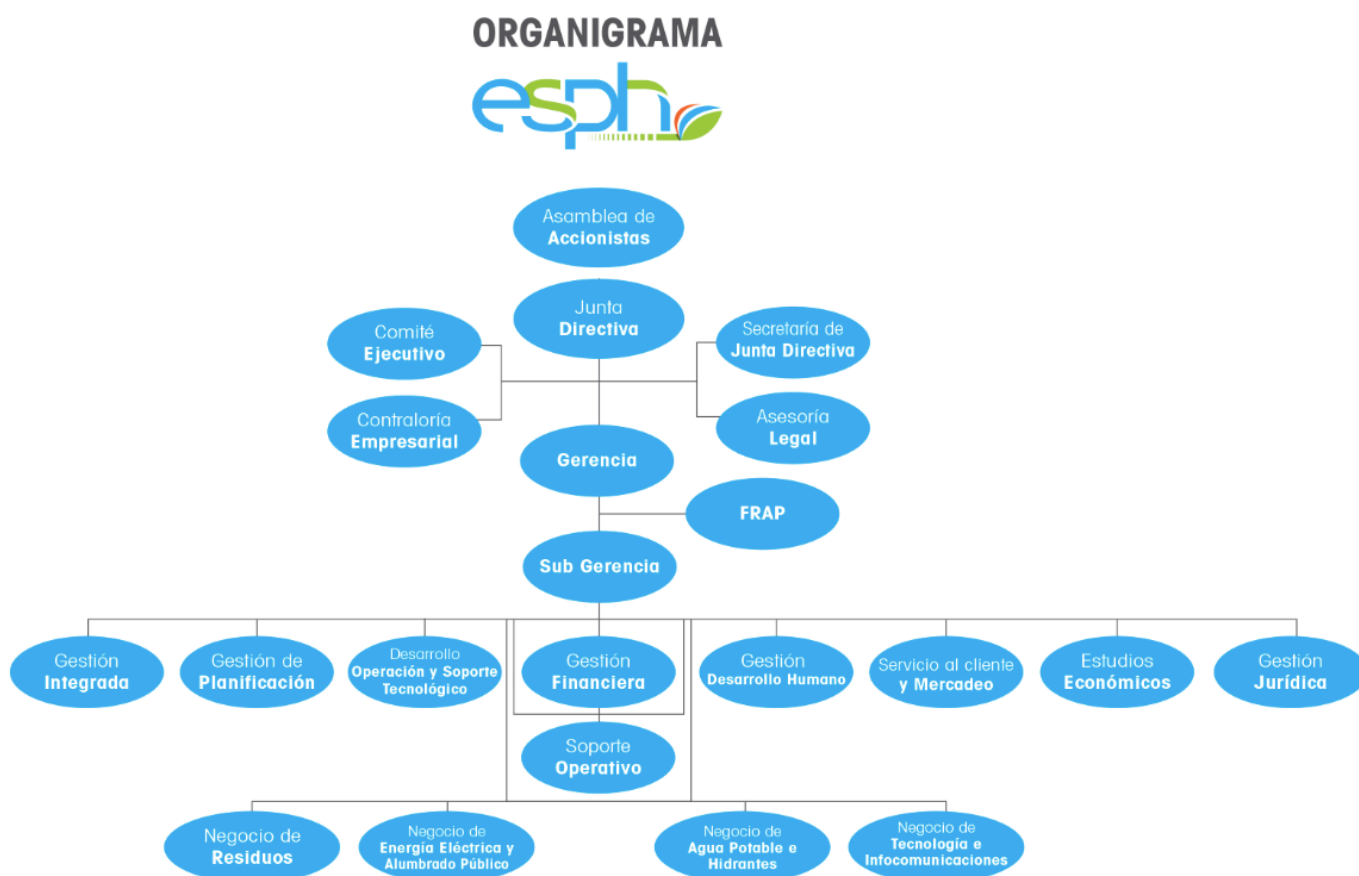 ORGANIGRAMA
esph
Asamblea de
Accionistas
Junta
Directiva
Comité
Ejecutivo
Secretaría de
Junta Directiva
Contraloría
Empresarial
Asesoría
Legal
Gerencia
FRAP
Sub Gerencia
Gestión
Integrada
Gestión de
Planificación
Desarrollo
Operación y Soporte
Tecnológico
Gestión
Financiera
Gestión
Desarrollo Humano
Servicio al cliente
y Mercadeo
Estudios
Económicos
Gestión
Jurídica
Soporte
Operativo
Negocio de
Residuos
Negocio de
Energía Eléctrica y
Alumbrado Público
Negocio de
Agua Potable e
Hidrantes
Negocio de
Tecnología e
Infocomunicaciones